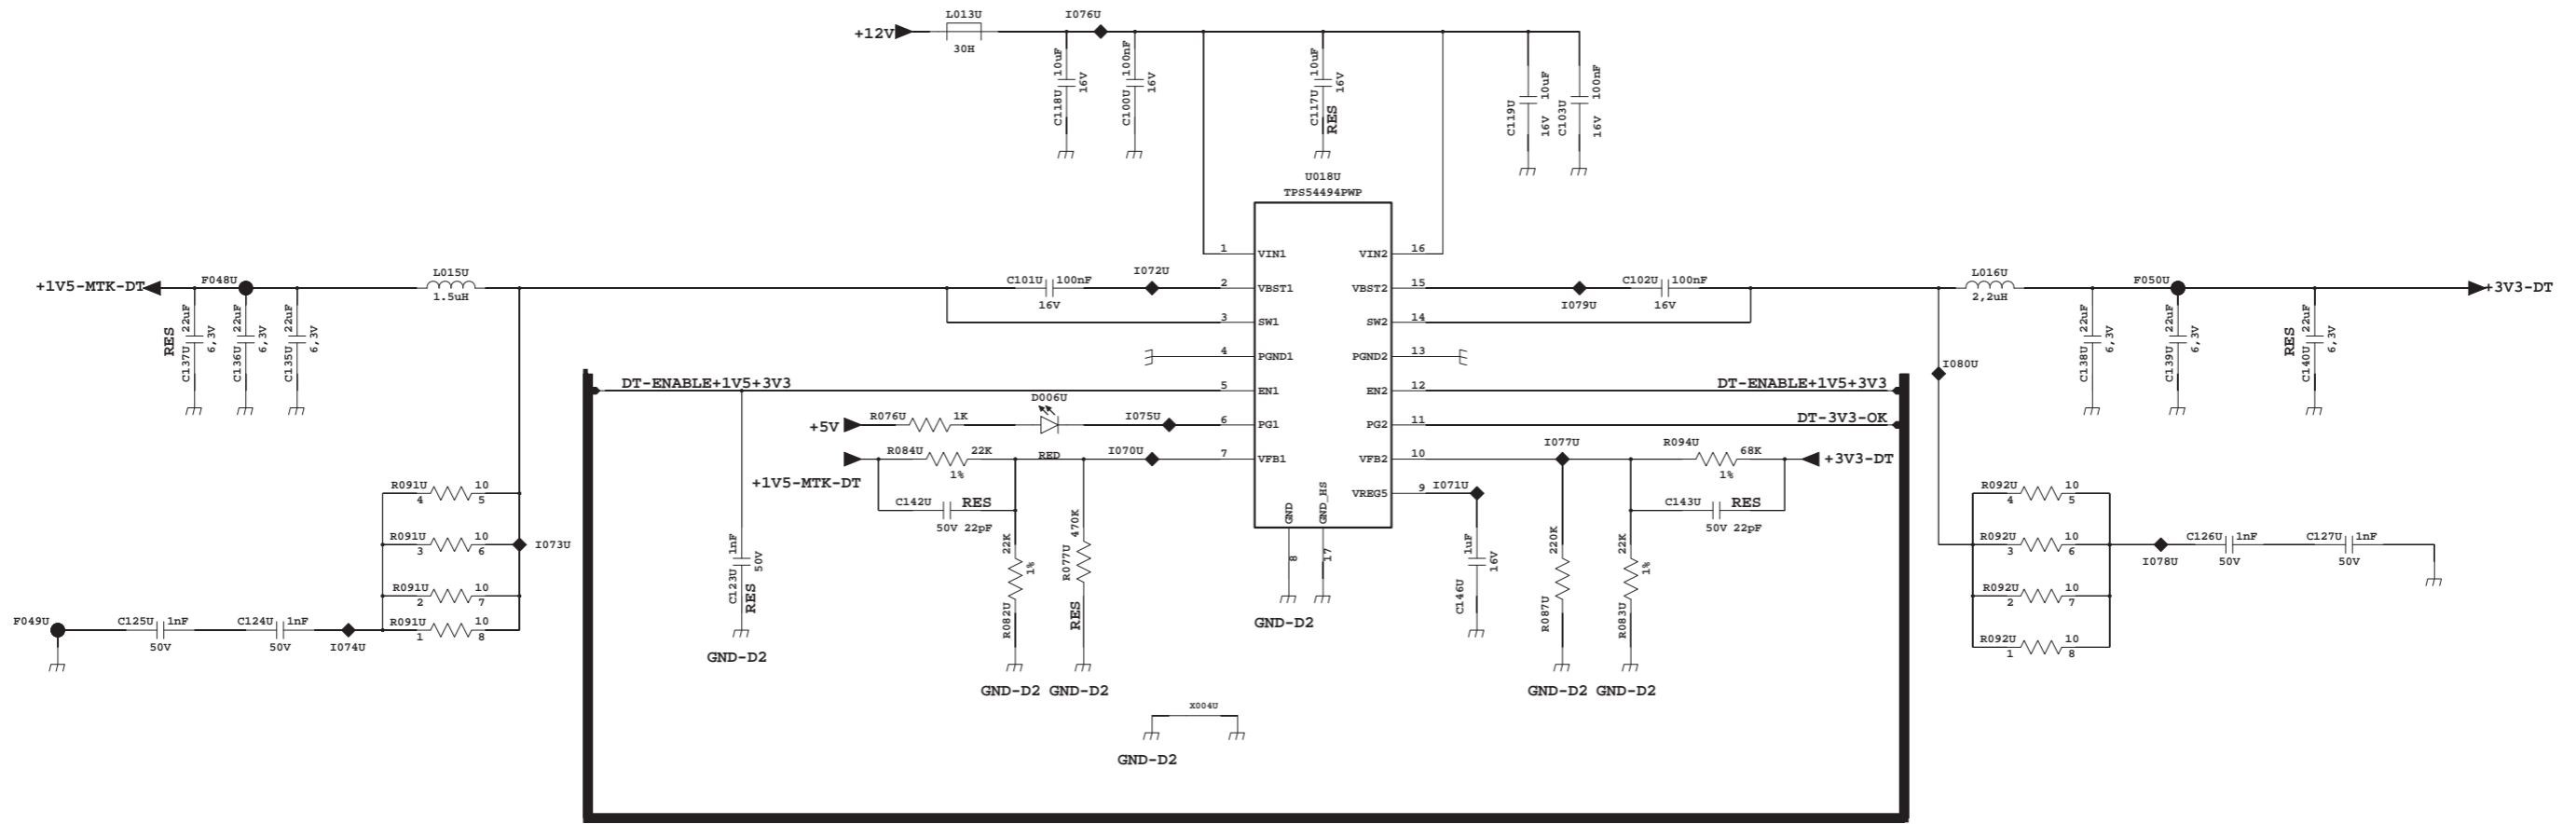 L013U
I076U
+12V
30H
C118U 10uF
16V
C100U 100nF
16V
C117U 10uF
16V
RES
C119U
16V 10uF
C103U
16V 100nF
U018U
TPS54494PWP
1
VIN1
VIN2
16
+1V5-MTK-DT
F048U
L015U
1.5uH
C101U
100nF
16V
I072U
2
VBST1
VBST2
15
I079U
C102U
100nF
16V
L016U
2,2uH
F050U
+3V3-DT
RES
C137U 22uF
6,3V
C136U 22uF
6,3V
C135U 22uF
6,3V
3
SW1
SW2
14
C138U 22uF
6,3V
C139U 22uF
6,3V
RES
C140U 22uF
6,3V
4
PGND1
PGND2
13
I080U
DT-ENABLE+1V5+3V3
5
EN1
EN2
12
DT-ENABLE+1V5+3V3
+5V
R076U
1K
D006U
I075U
6
PG1
PG2
11
DT-3V3-OK
R084U
22K
1%
RED
I070U
7
VFB1
VFB2
10
I077U
R094U
68K
1%
+3V3-DT
+1V5-MTK-DT
C142U
RES
50V 22pF
VREG5
9
I071U
C143U
RES
50V 22pF
GND
GND_HS
8
17
GND-D2
R091U
10
4
5
R091U
10
3
6
I073U
R091U
10
2
7
R091U
10
1
8
F049U
C125U
1nF
50V
C124U
1nF
50V
I074U
C123U 1nF
50V
RES
GND-D2
R082U
22K
1%
R077U
470K
RES
GND-D2
GND-D2
C146U
1uF
16V
R087U
220K
R083U
22K
1%
GND-D2
GND-D2
R092U
10
4
5
R092U
10
3
6
R092U
10
2
7
R092U
10
1
8
I078U
C126U
1nF
50V
C127U
1nF
50V
X004U
GND-D2